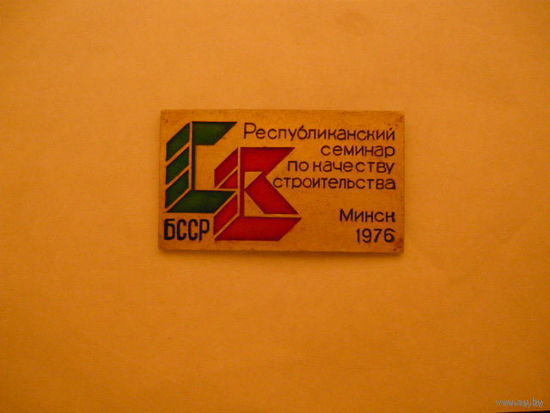 Республиканский
семинар
по качеству
строительства
Минск
1976
БССР